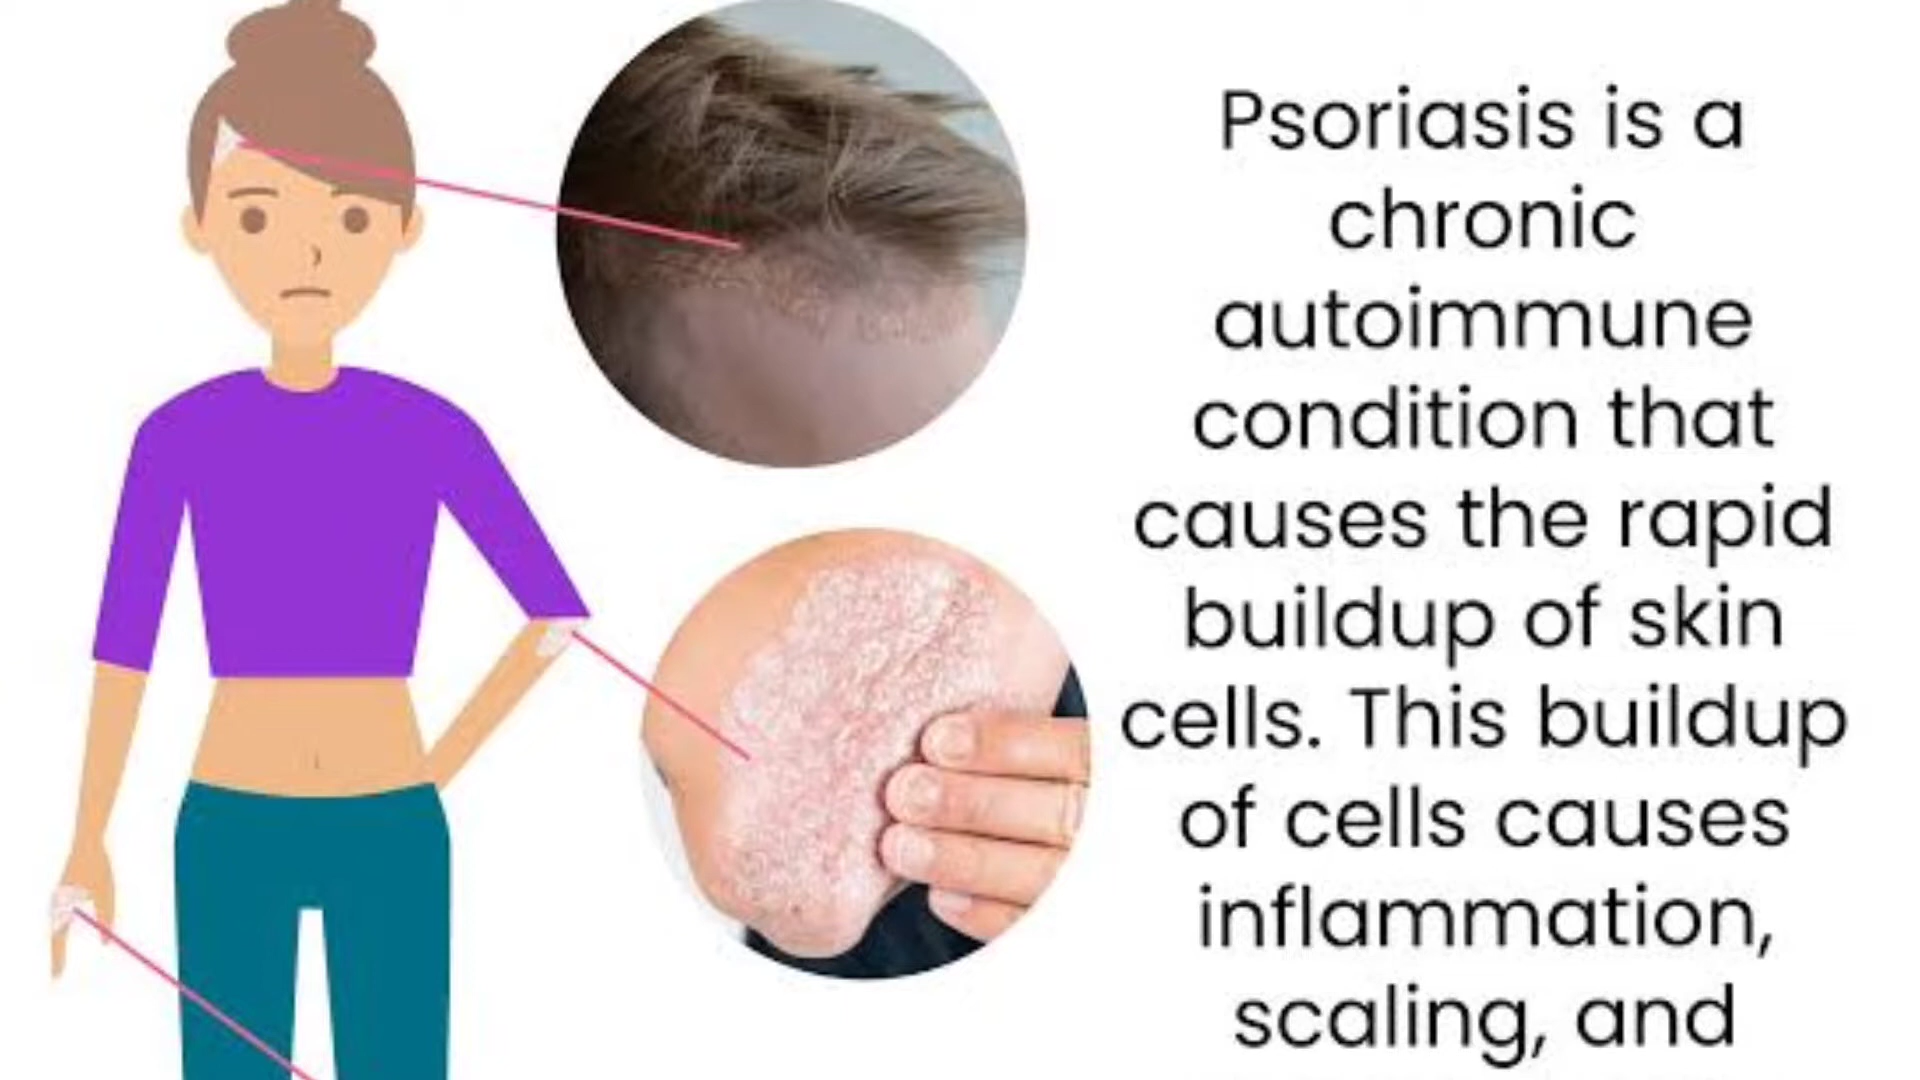 Psoriasis is a
chronic
autoimmune
condition that
causes the rapid
buildup of skin
cells. This buildup
of cells causes
inflammation,
scaling, and